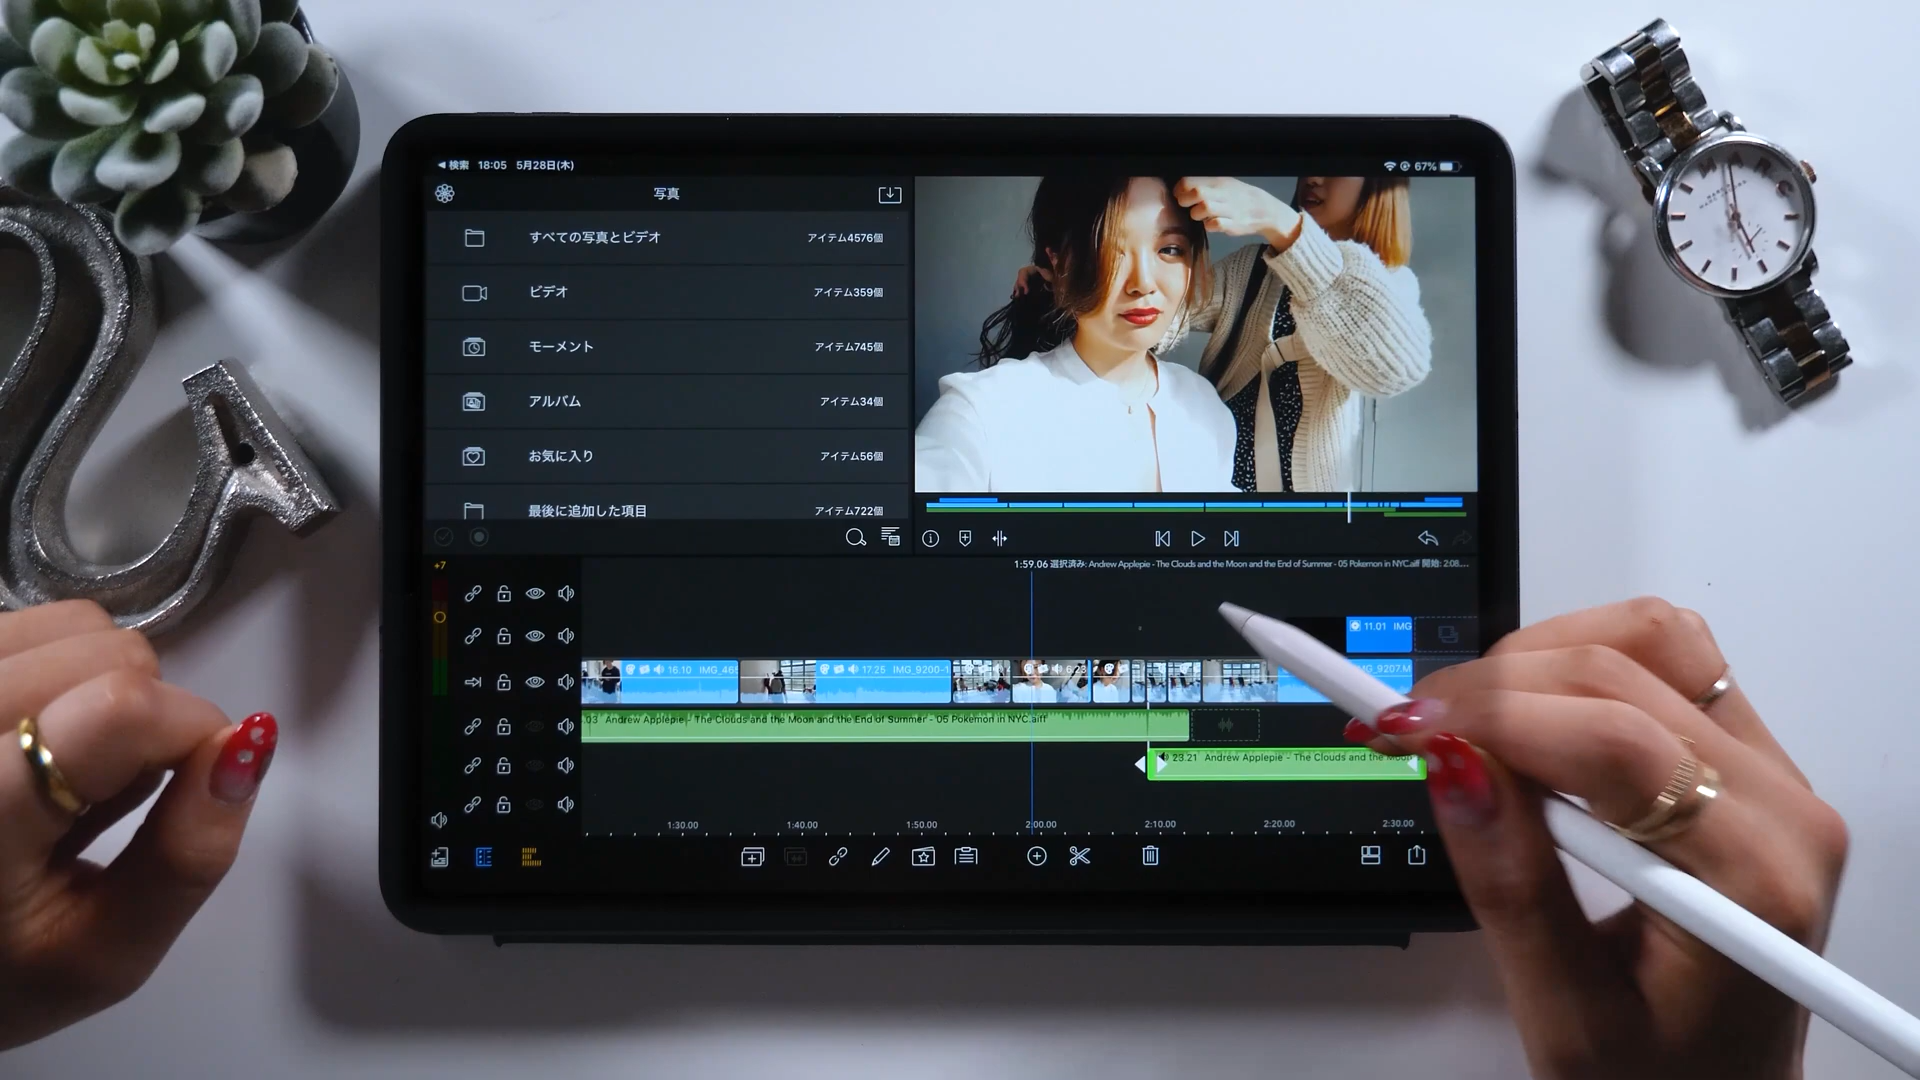 ◀ 検索 18:05 5月28日(木)
67%
写真
すべての写真とビデオ アイテム4576個
ビデオ アイテム359個
モーメント アイテム745個
アルバム アイテム34個
お気に入り アイテム56個
最後に追加した項目 アイテム722個
+7
1:59.06 選択済み: Andrew Applepie - The Clouds and the Moon and the End of Summer - 05 Pokemon in NYC.aiff 開始: 2:08....
11.01 IMG
16.10 IMG_46
17.25 IMG_9200-1
6.23
IMG_9207.M
.03 Andrew Applepie - The Clouds and the Moon and the End of Summer - 05 Pokemon in NYC.aiff
23.21 Andrew Applepie - The Clouds and the Moon
1:30.00 1:40.00 1:50.00 2:00.00 2:10.00 2:20.00 2:30.00
MARC